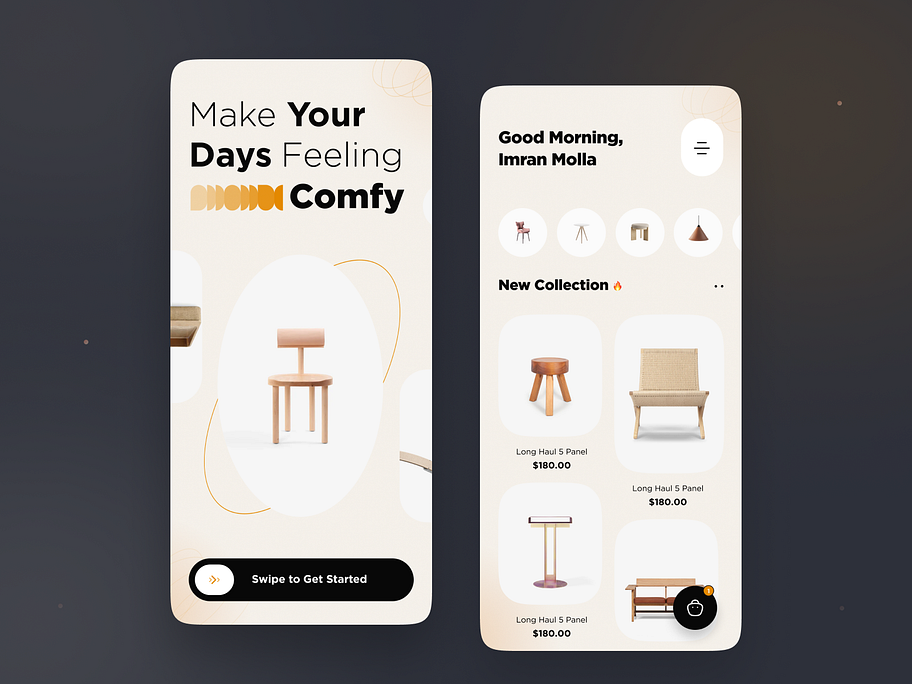 Make Your
Days Feeling
Comfy
Swipe to Get Started
Good Morning,
Imran Molla
New Collection
Long Haul 5 Panel
$180.00
Long Haul 5 Panel
$180.00
Long Haul 5 Panel
$180.00
1